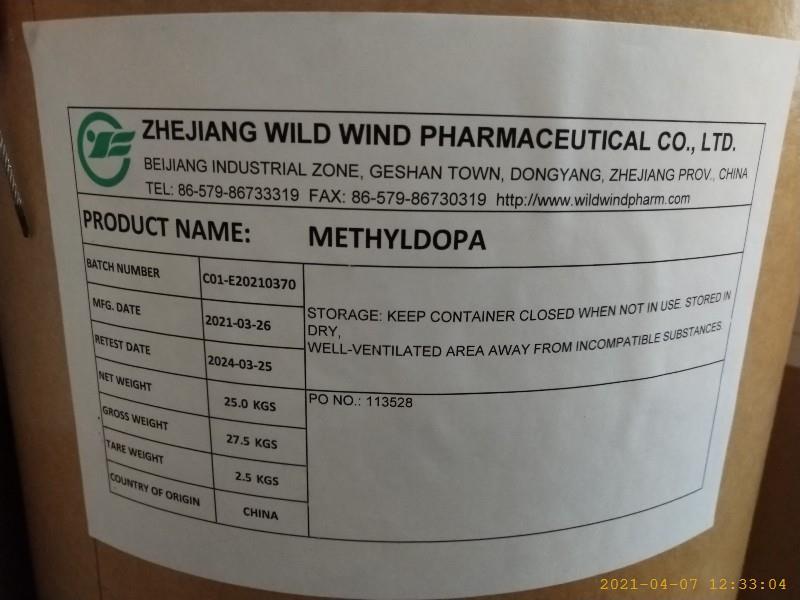 ZHEJIANG WILD WIND PHARMACEUTICAL CO., LTD.
BEIJIANG INDUSTRIAL ZONE, GESHAN TOWN, DONGYANG, ZHEJIANG PROV., CHINA
TEL: 86-579-86733319 FAX: 86-579-86730319 http://www.wildwindpharm.com
PRODUCT NAME: METHYLDOPA
BATCH NUMBER C01-E20210370
MFG. DATE 2021-03-26
RETEST DATE 2024-03-25
NET WEIGHT 25.0 KGS
GROSS WEIGHT 27.5 KGS
TARE WEIGHT 2.5 KGS
COUNTRY OF ORIGIN CHINA
STORAGE: KEEP CONTAINER CLOSED WHEN NOT IN USE. STORED IN
DRY,
WELL-VENTILATED AREA AWAY FROM INCOMPATIBLE SUBSTANCES.
PO NO.: 113528
2021-04-07 12:33:04